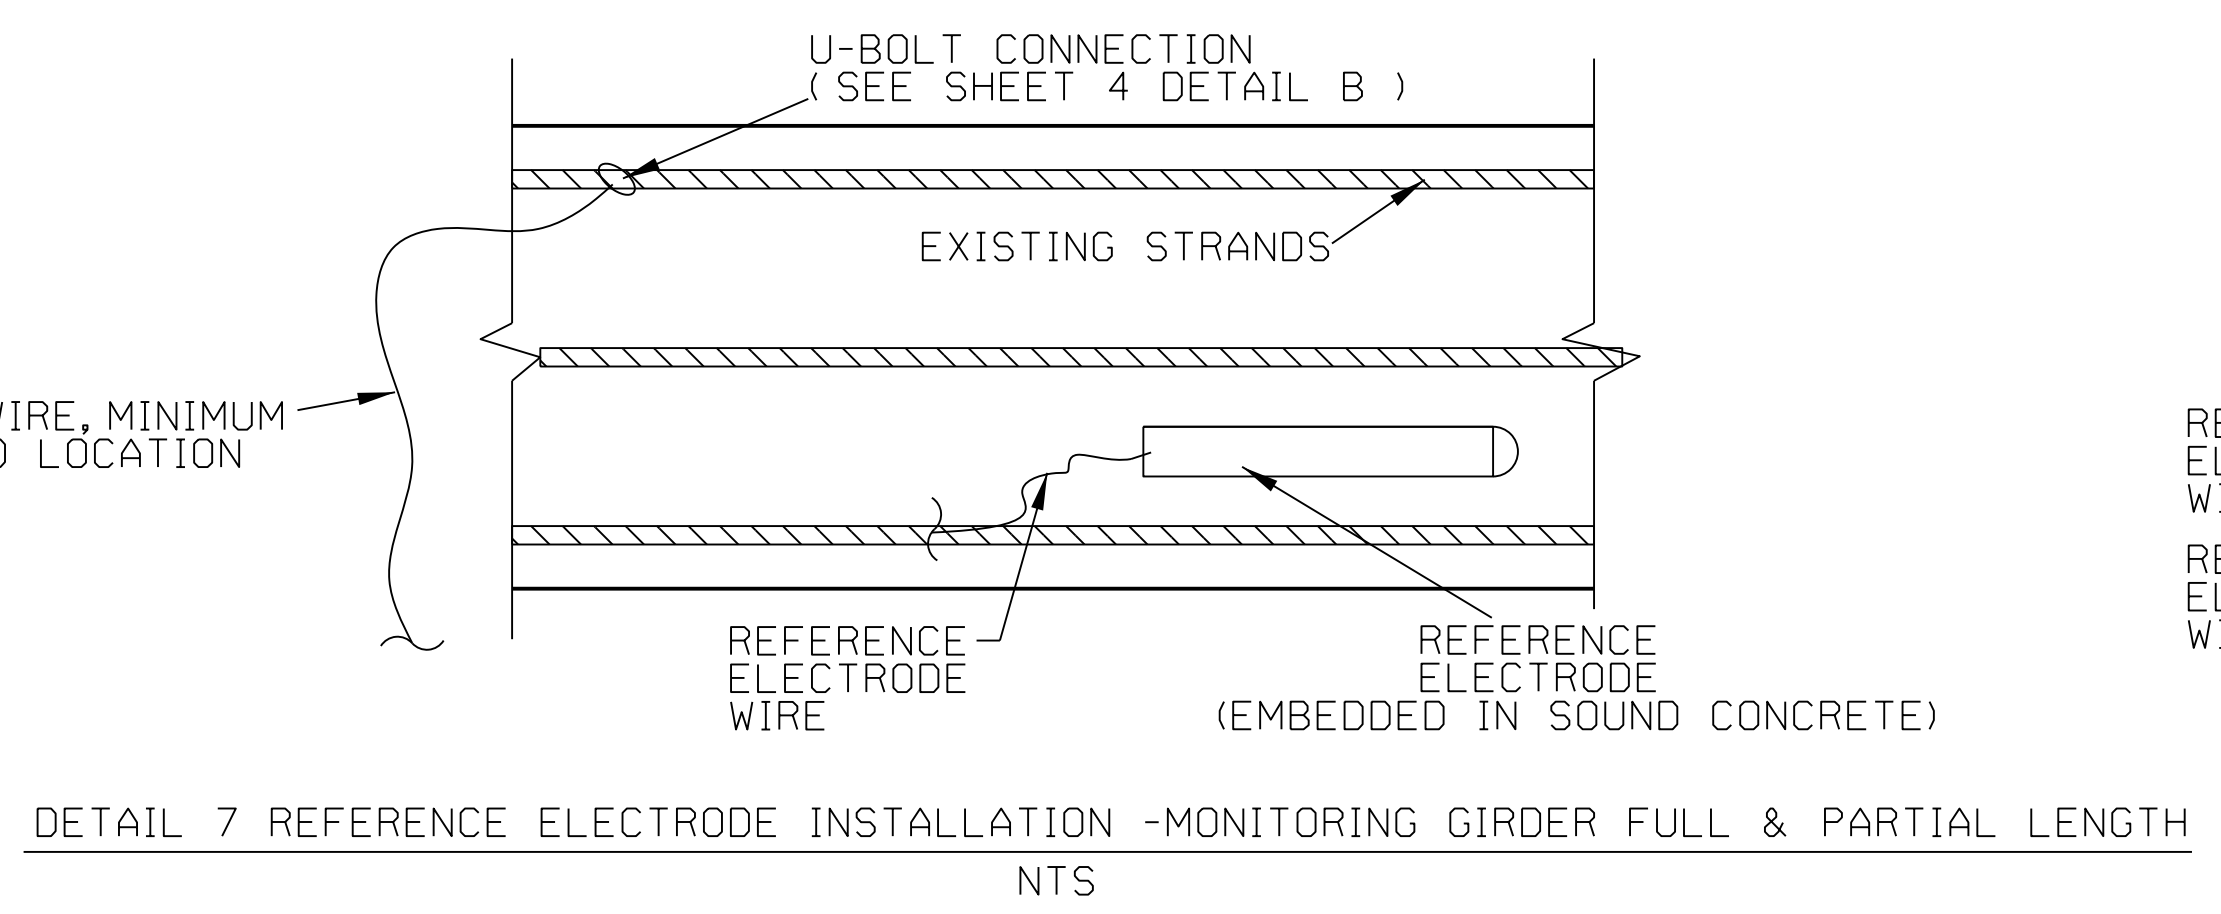 U-BOLT CONNECTION
(SEE SHEET 4 DETAIL B )
EXISTING STRANDS
WIRE, MINIMUM
LOCATION
REFERENCE
ELECTRODE
WIRE
REFERENCE
ELECTRODE
(EMBEDDED IN SOUND CONCRETE)
DETAIL 7 REFERENCE ELECTRODE INSTALLATION -MONITORING GIRDER FULL & PARTIAL LENGTH
NTS